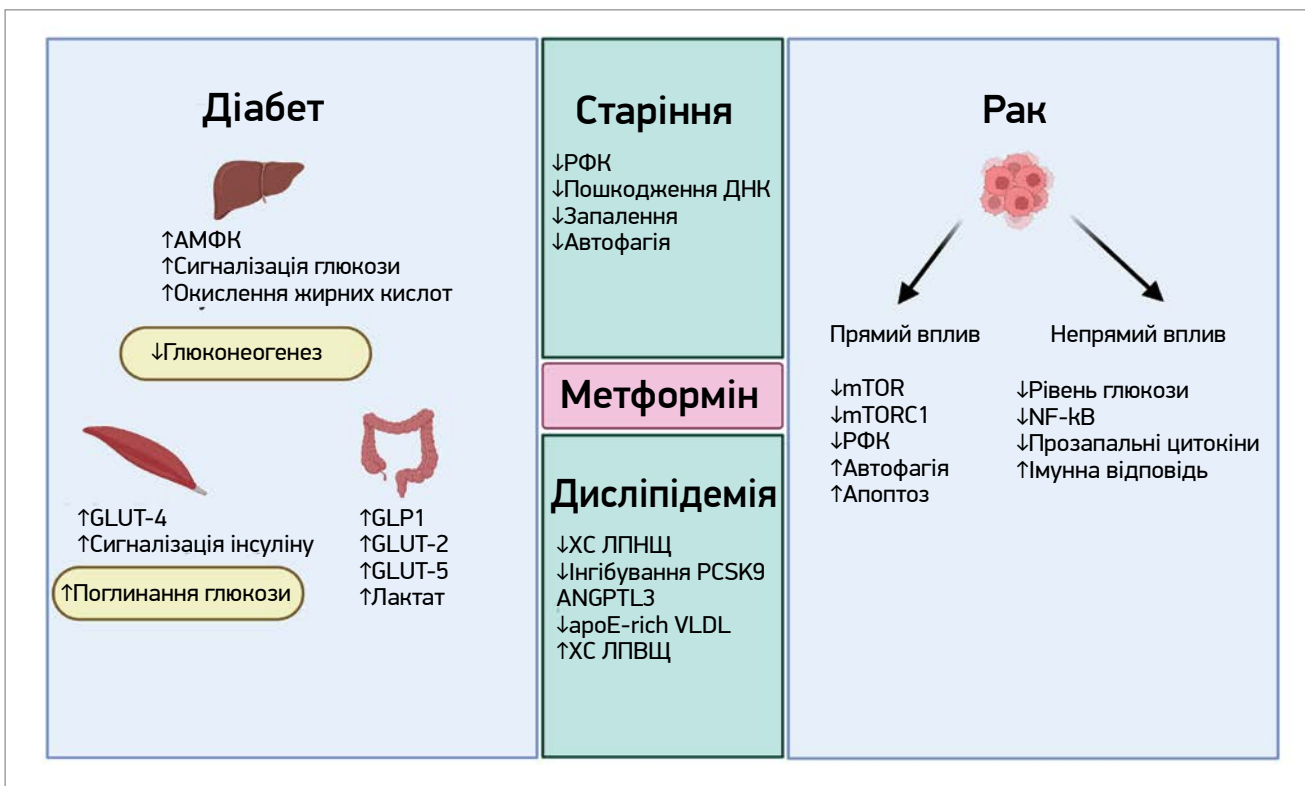 Діабет
↑АМФК
↑Сигналізація глюкози
↑Окислення жирних кислот
↓Глюконеогенез
↑GLUT-4
↑Сигналізація інсуліну
↑Поглинання глюкози
↑GLP1
↑GLUT-2
↑GLUT-5
↑Лактат
Старіння
↓РФК
↓Пошкодження ДНК
↓Запалення
↓Автофагія
Метформін
Дисліпідемія
↓ХС ЛПНЩ
↓Інгібування PCSK9
ANGPTL3
↓apoE-rich VLDL
↑ХС ЛПВЩ
Рак
Прямий вплив
↓mTOR
↓mTORC1
↓РФК
↑Автофагія
↑Апоптоз
Непрямий вплив
↓Рівень глюкози
↓NF-kB
↓Прозапальні цитокіни
↑Імунна відповідь